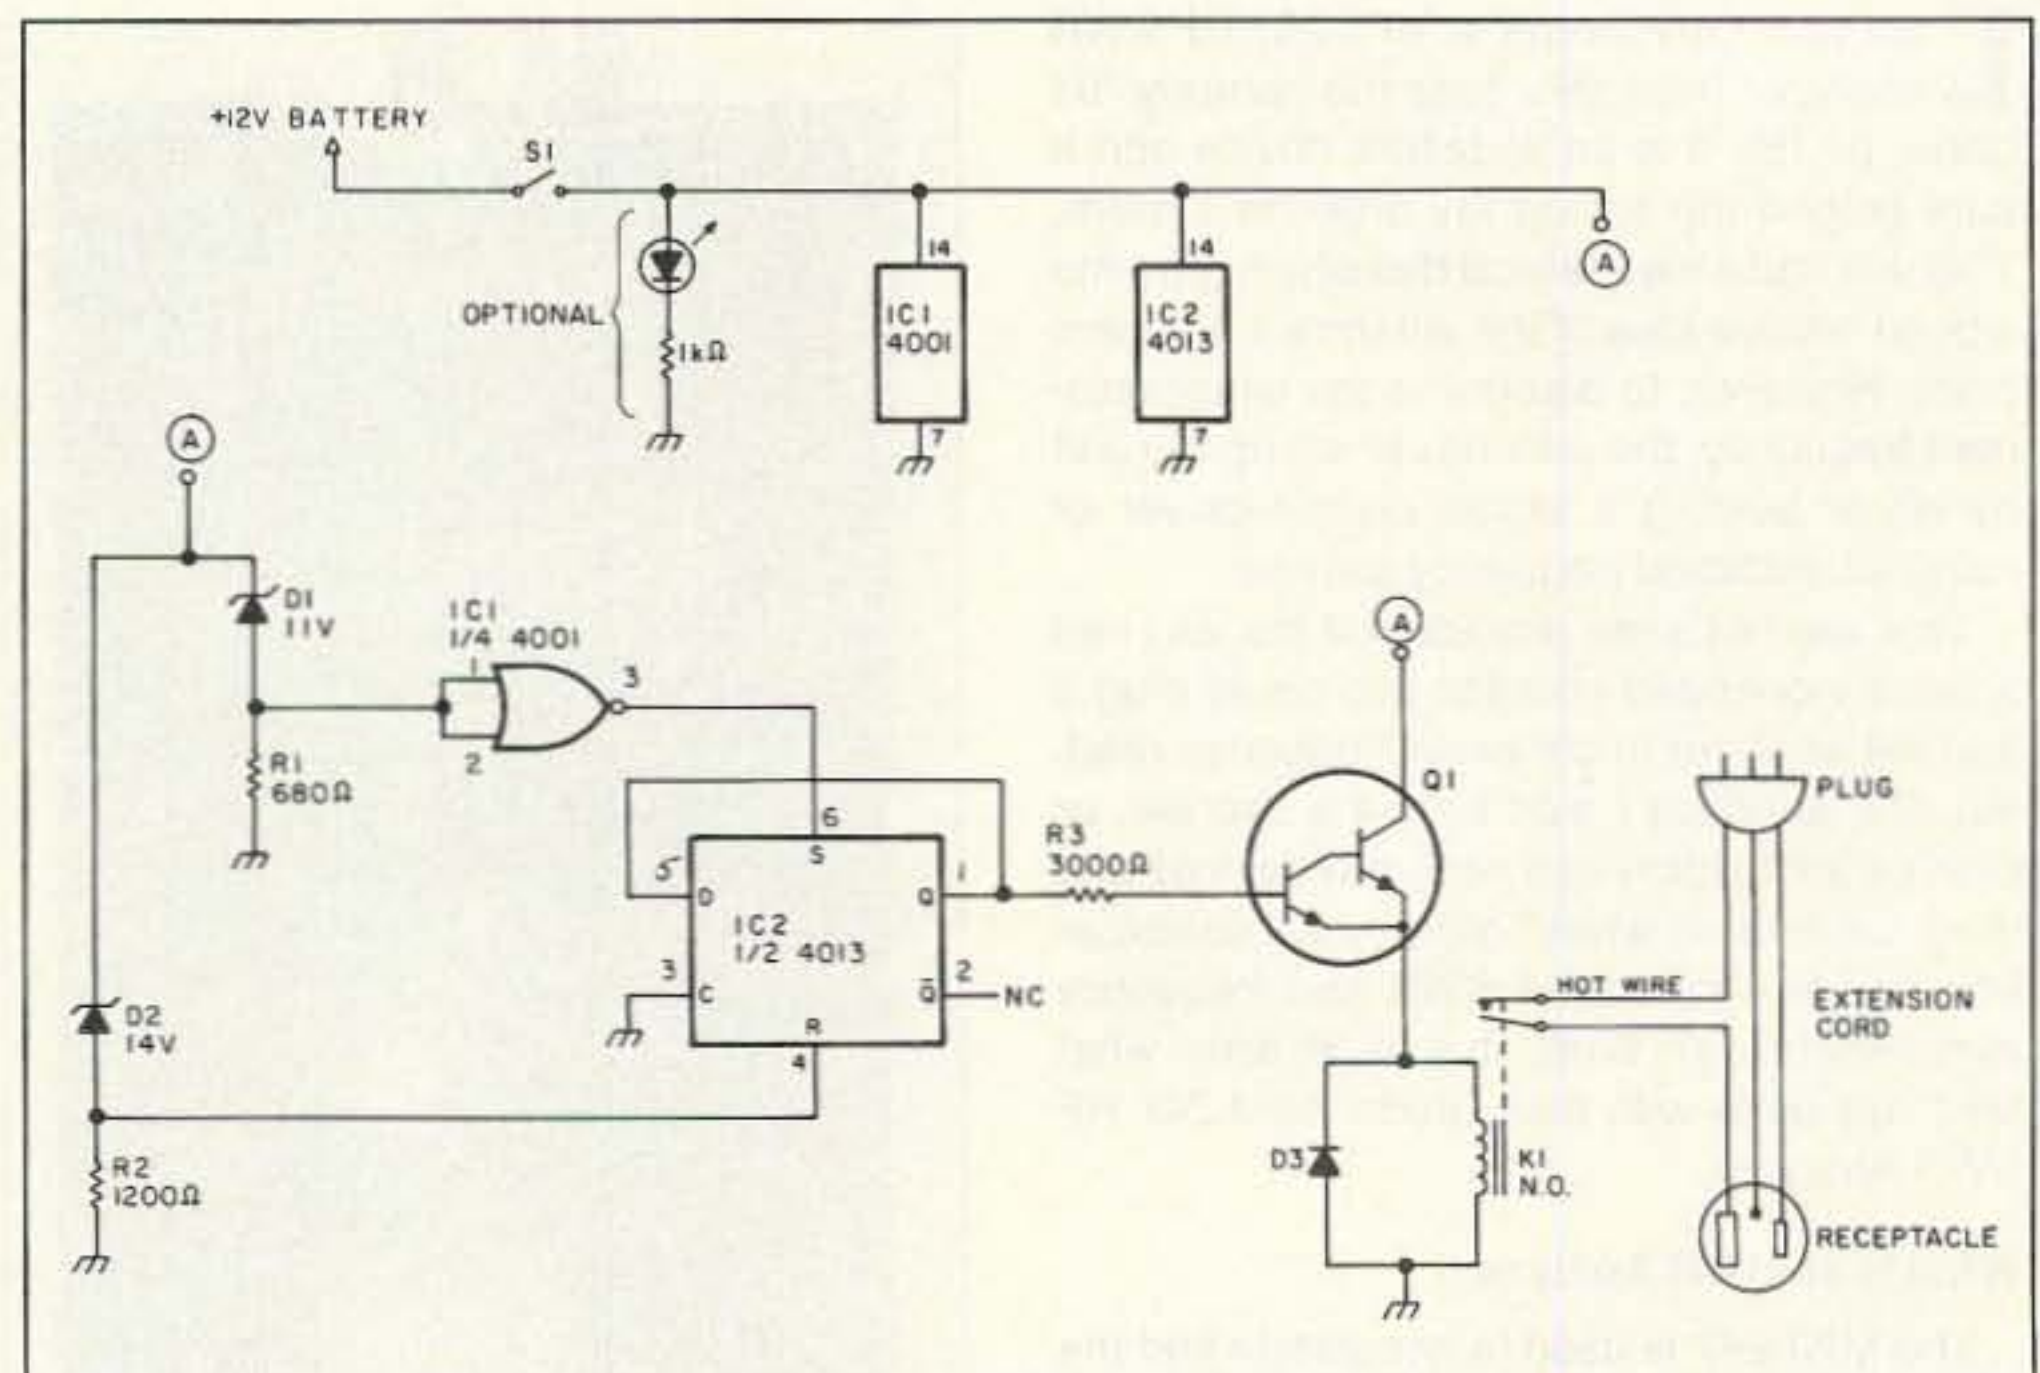 +12V BATTERY
S1
A
OPTIONAL
1kΩ
14
IC1
4001
7
14
IC2
4013
7
A
D1
11V
IC1
1/4 4001
1
2
3
R1
680Ω
A
Q1
PLUG
6
S
5
D
1
Q
R3
3000Ω
IC2
1/2 4013
3
C
2
Q̅
NC
R
4
D2
14V
HOT WIRE
EXTENSION
CORD
R2
1200Ω
D3
K1
N.O.
RECEPTACLE